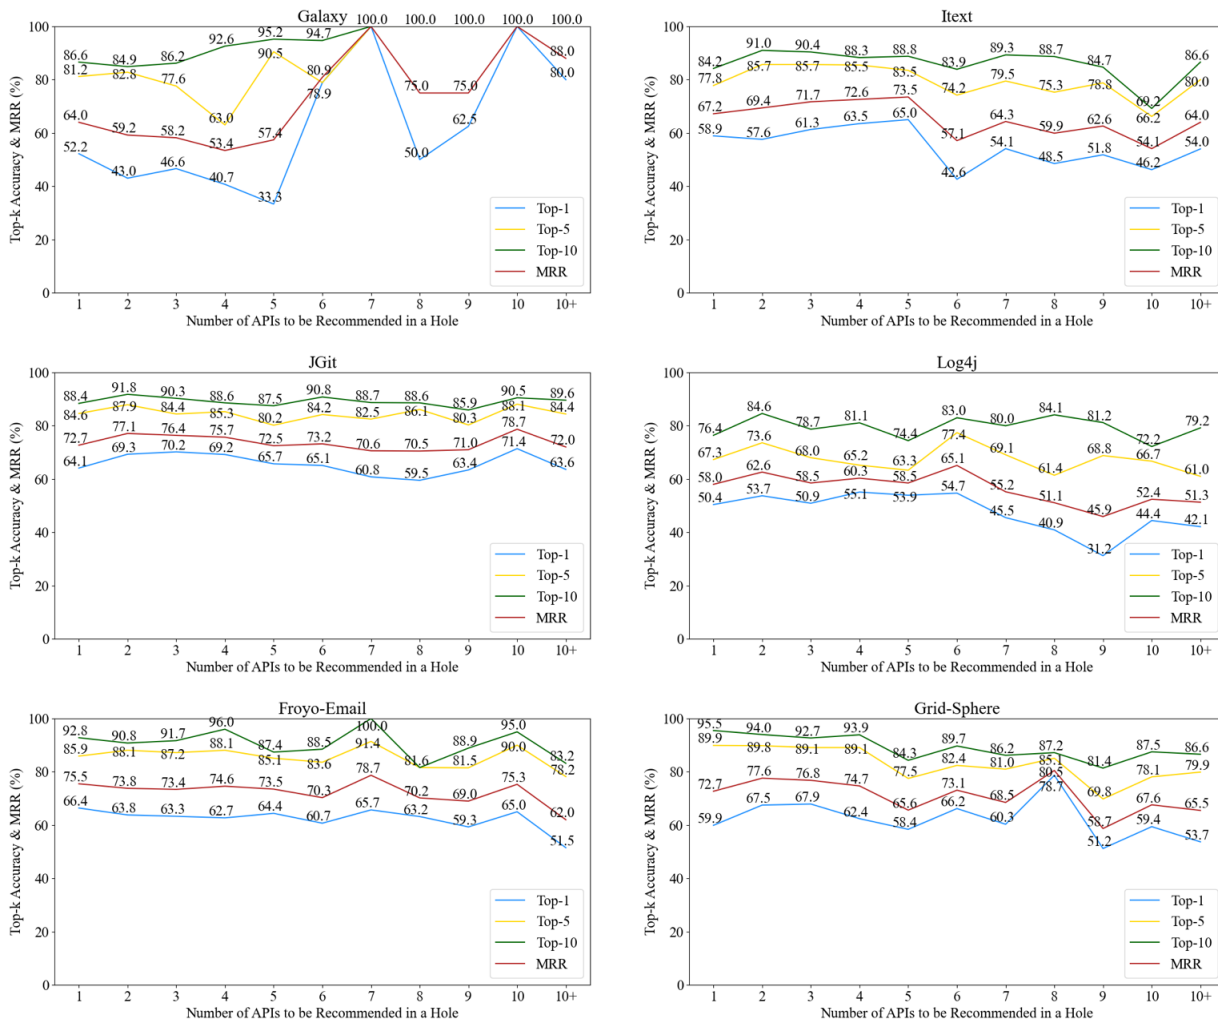 Galaxy
Top-k Accuracy & MRR (%)
100
80
60
40
20
0
86.6 84.9 86.2 92.6 95.2 94.7 100.0 100.0 100.0 100.0 100.0
81.2 82.8 77.6 63.0 90.5 80.9
64.0 59.2 58.2 53.4 57.4 78.9 75.0 75.0 88.0
52.2 43.0 46.6 40.7 33.3 50.0 62.5 80.0
Top-1
Top-5
Top-10
MRR
1 2 3 4 5 6 7 8 9 10 10+
Number of APIs to be Recommended in a Hole
Itext
Top-k Accuracy & MRR (%)
100
80
60
40
20
0
84.2 91.0 90.4 88.3 88.8 83.9 89.3 88.7 84.7 69.2 86.6
77.8 85.7 85.7 85.5 83.5 74.2 79.5 75.3 78.8 66.2 80.0
67.2 69.4 71.7 72.6 73.5 57.1 64.3 59.9 62.6 54.1 64.0
58.9 57.6 61.3 63.5 65.0 42.6 54.1 48.5 51.8 46.2 54.0
Top-1
Top-5
Top-10
MRR
1 2 3 4 5 6 7 8 9 10 10+
Number of APIs to be Recommended in a Hole
JGit
Top-k Accuracy & MRR (%)
100
80
60
40
20
0
88.4 91.8 90.3 88.6 87.5 90.8 88.7 88.6 85.9 90.5 89.6
84.6 87.9 84.4 85.3 80.2 84.2 82.5 86.1 80.3 88.1 84.4
72.7 77.1 76.4 75.7 72.5 73.2 70.6 70.5 71.0 78.7 72.0
64.1 69.3 70.2 69.2 65.7 65.1 60.8 59.5 63.4 71.4 63.6
Top-1
Top-5
Top-10
MRR
1 2 3 4 5 6 7 8 9 10 10+
Number of APIs to be Recommended in a Hole
Log4j
Top-k Accuracy & MRR (%)
100
80
60
40
20
0
76.4 84.6 78.7 81.1 74.4 83.0 80.0 84.1 81.2 72.2 79.2
67.3 73.6 68.0 65.2 63.3 77.4 69.1 61.4 68.8 66.7 61.0
58.0 62.6 58.5 60.3 58.5 65.1 55.2 51.1 45.9 52.4 51.3
50.4 53.7 50.9 55.1 53.9 54.7 45.5 40.9 31.2 44.4 42.1
Top-1
Top-5
Top-10
MRR
1 2 3 4 5 6 7 8 9 10 10+
Number of APIs to be Recommended in a Hole
Froyo-Email
Top-k Accuracy & MRR (%)
100
80
60
40
20
0
92.8 90.8 91.7 96.0 87.4 88.5 100.0 81.6 88.9 95.0 83.2
85.9 88.1 87.2 88.1 85.1 83.6 91.4 81.5 90.0 78.2
75.5 73.8 73.4 74.6 73.5 70.3 78.7 70.2 69.0 75.3 62.0
66.4 63.8 63.3 62.7 64.4 60.7 65.7 63.2 59.3 65.0 51.5
Top-1
Top-5
Top-10
MRR
1 2 3 4 5 6 7 8 9 10 10+
Number of APIs to be Recommended in a Hole
Grid-Sphere
Top-k Accuracy & MRR (%)
100
80
60
40
20
0
95.5 94.0 92.7 93.9 84.3 89.7 86.2 87.2 81.4 87.5 86.6
89.9 89.8 89.1 89.1 77.5 82.4 81.0 85.1 69.8 78.1 79.9
72.7 77.6 76.8 74.7 65.6 73.1 68.5 80.5 58.7 67.6 65.5
59.9 67.5 67.9 62.4 58.4 66.2 60.3 78.7 51.2 59.4 53.7
Top-1
Top-5
Top-10
MRR
1 2 3 4 5 6 7 8 9 10 10+
Number of APIs to be Recommended in a Hole